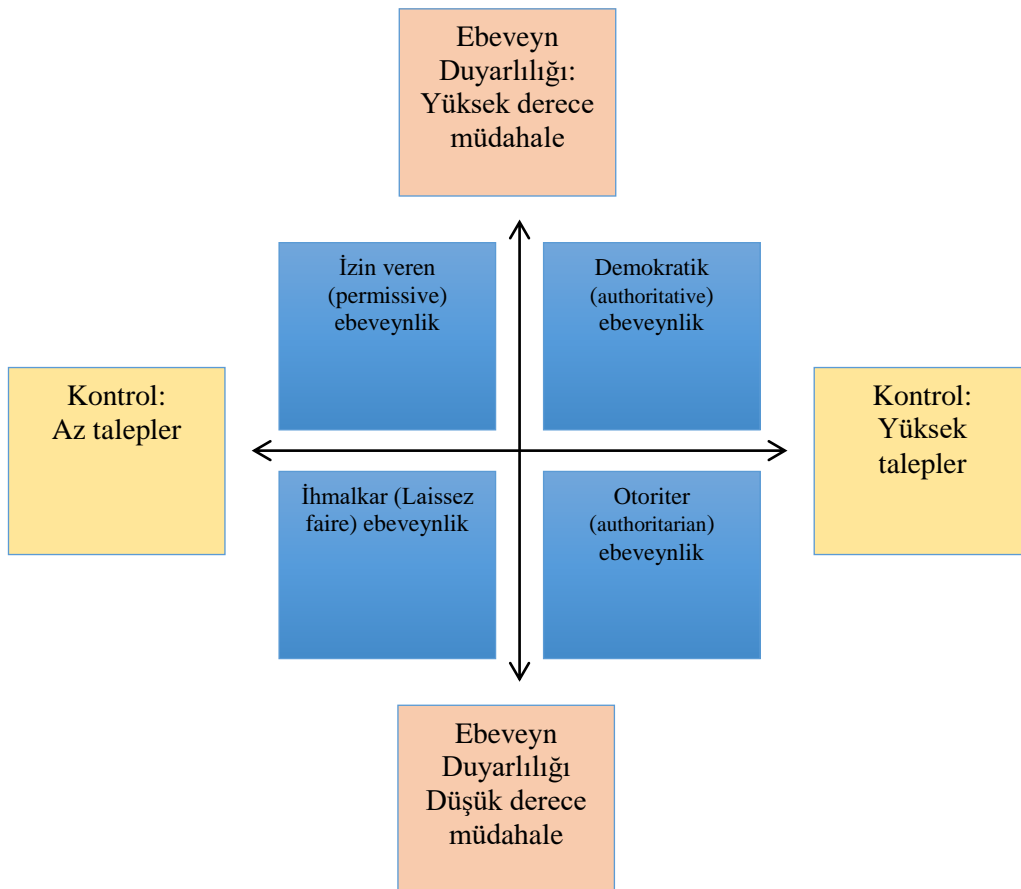 Ebeveyn
Duyarlılığı:
Yüksek derece
müdahale
İzin veren
(permissive)
ebeveynlik
Demokratik
(authoritative)
ebeveynlik
Kontrol:
Az talepler
Kontrol:
Yüksek
talepler
İhmalkar (Laissez
faire) ebeveynlik
Otoriter
(authoritarian)
ebeveynlik
Ebeveyn
Duyarlılığı
Düşük derece
müdahale